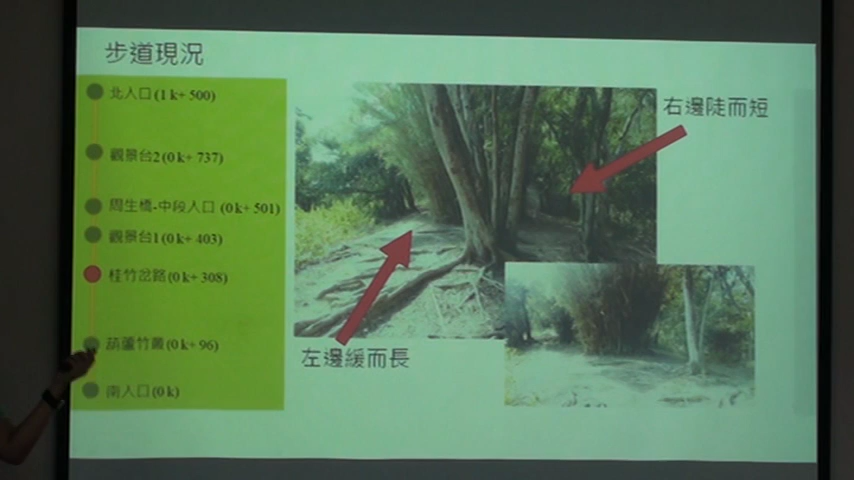 步道現況
北入口(1k+500)
觀景台2(0k+737)
周生橋-中段入口(0k+501)
觀景台1(0k+403)
桂竹岔路(0k+308)
葫蘆竹叢(0k+96)
南入口(0k)
右邊陡而短
左邊緩而長